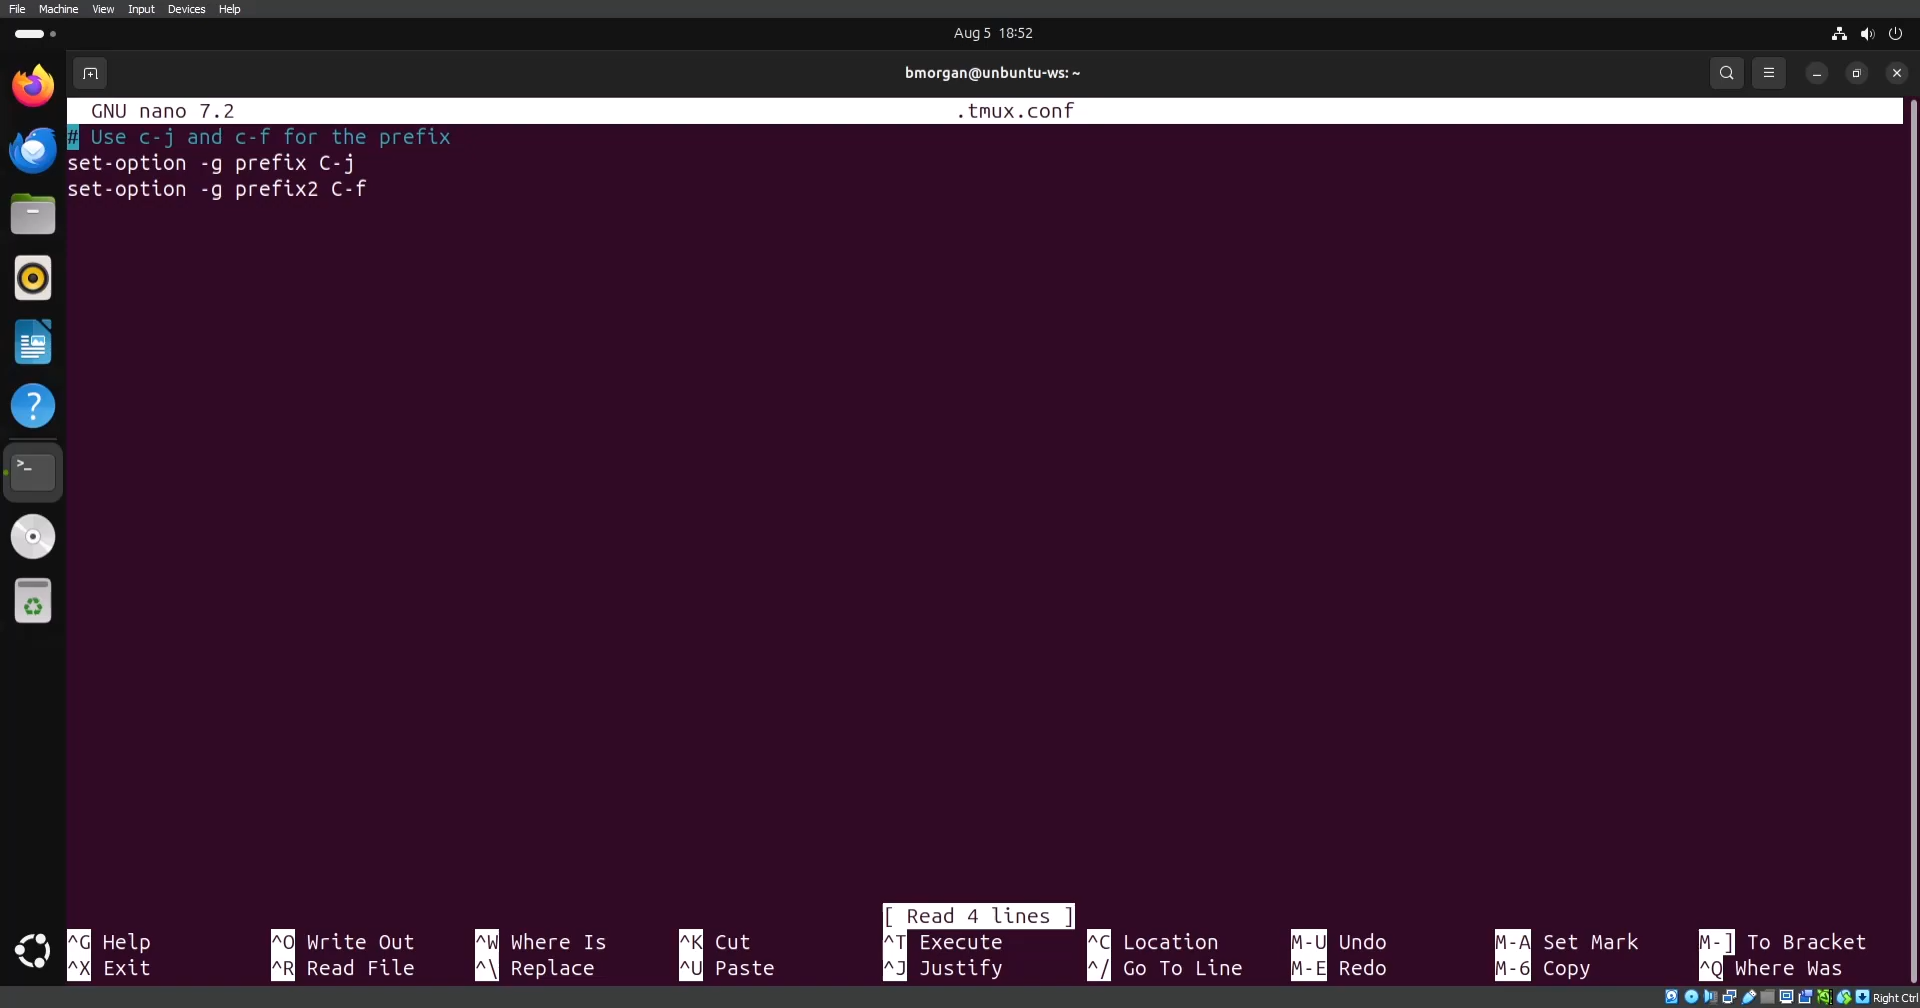 File Machine View Input Devices Help
Aug 5 18:52
bmorgan@unbuntu-ws: ~
GNU nano 7.2 .tmux.conf
# Use c-j and c-f for the prefix
set-option -g prefix C-j
set-option -g prefix2 C-f
[ Read 4 lines ]
^G Help ^O Write Out ^W Where Is ^K Cut ^T Execute ^C Location M-U Undo M-A Set Mark M-] To Bracket
^X Exit ^R Read File ^\ Replace ^U Paste ^J Justify ^/ Go To Line M-E Redo M-6 Copy ^Q Where Was
Right Ctrl